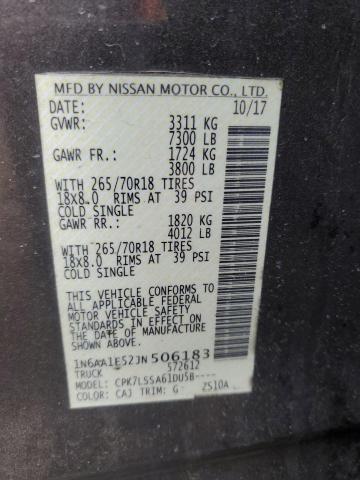 MFD BY NISSAN MOTOR CO., LTD.
DATE: 10/17
GVWR: 3311 KG
7300 LB
GAWR FR.: 1724 KG
3800 LB
WITH 265/70R18 TIRES
18X8.0 RIMS AT 39 PSI
COLD SINGLE
GAWR RR.: 1820 KG
4012 LB
WITH 265/70R18 TIRES
18X8.0 RIMS AT 39 PSI
COLD SINGLE
THIS VEHICLE CONFORMS TO
ALL APPLICABLE FEDERAL
MOTOR VEHICLE SAFETY
STANDARDS IN EFFECT ON
THE DATE OF MANUFACTURE
SHOWN ABOVE.
1N6AA1E52JN506183
TRUCK 572612
MODEL: CPK7LSSA61DU5B----
COLOR: CAJ TRIM: G ZS10A